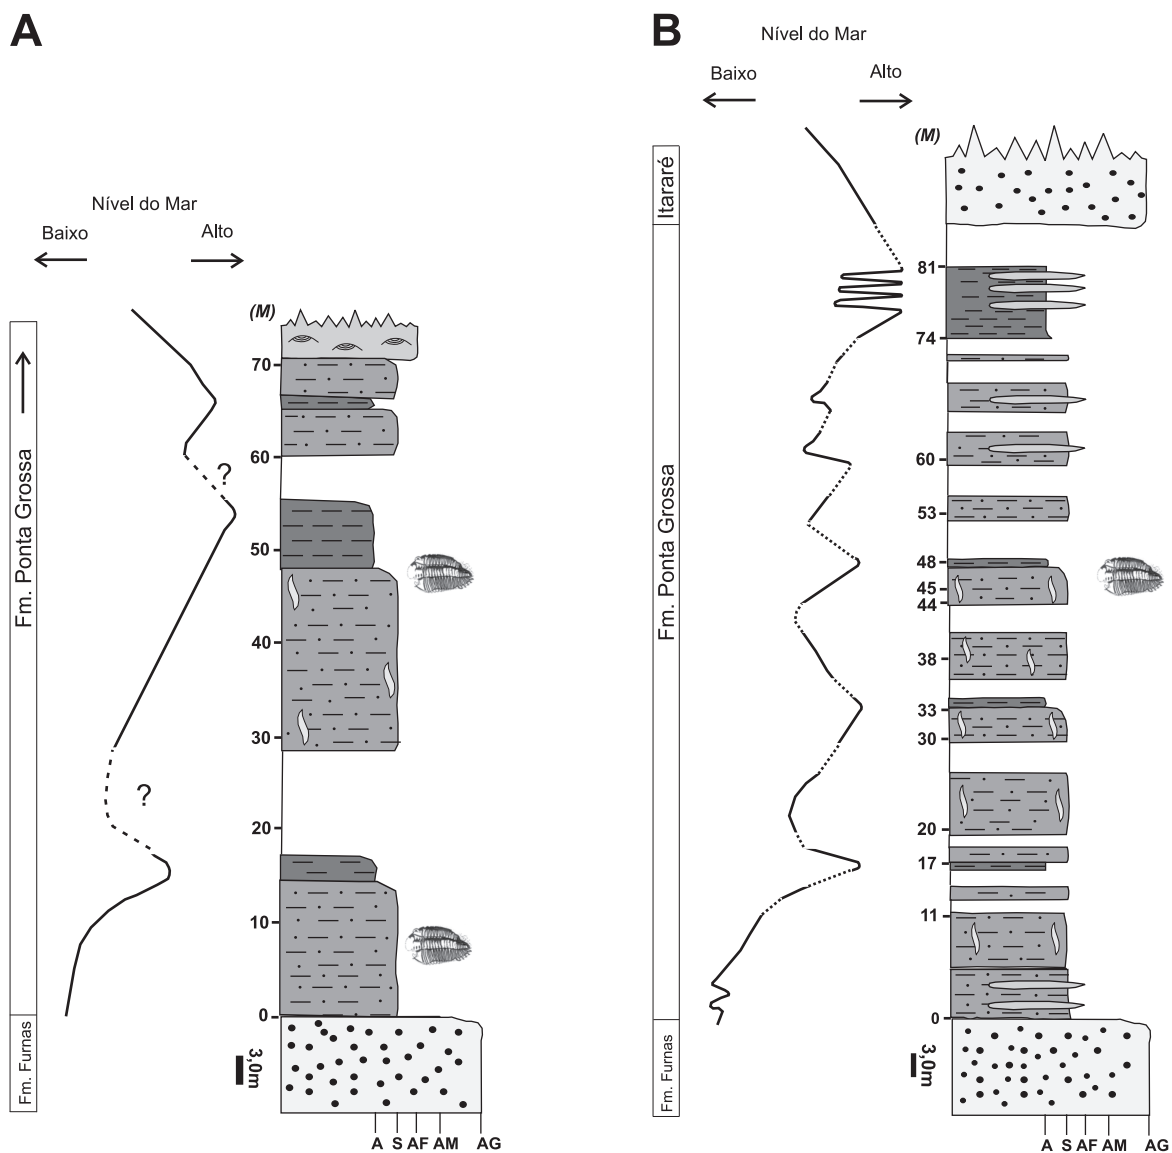 A
Nível do Mar
Baixo
Alto
(M)
70
60
50
40
30
20
10
0
?
?
Fm. Ponta Grossa
Fm. Furnas
3,0m
A S AF AM AG
B
Nível do Mar
Baixo
Alto
(M)
81
74
60
53
48
45
44
38
33
30
20
17
11
0
Itararé
Fm. Ponta Grossa
Fm. Furnas
3,0m
A S AF AM AG